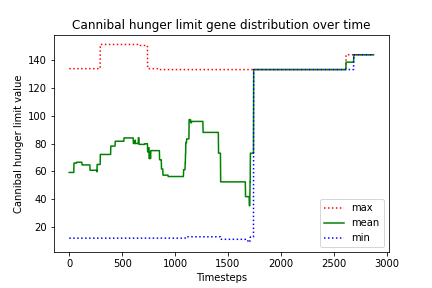 Cannibal hunger limit gene distribution over time
Cannibal hunger limit value
140
120
100
80
60
40
20
max
mean
min
0
500
1000
1500
2000
2500
3000
Timesteps